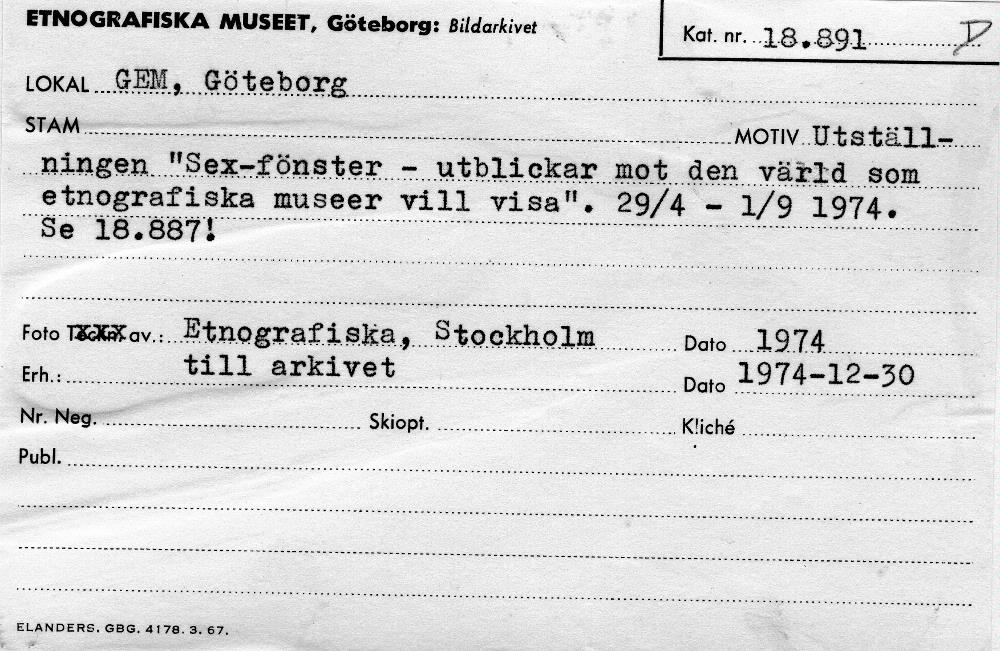 ETNOGRAFISKA MUSEET, Göteborg: Bildarkivet
Kat. nr. 18.891 D
LOKAL GEM, Göteborg
STAM MOTIV Utställ-
ningen "Sex-fönster - utblickar mot den värld som
etnografiska museer vill visa". 29/4 - 1/9 1974.
Se 18.887!
Foto Teckn. av.: Etnografiska, Stockholm Dato 1974
Erh.: till arkivet Dato 1974-12-30
Nr. Neg. Skiopt. Kliché
Publ.
ELANDERS. GBG. 4178. 3. 67.